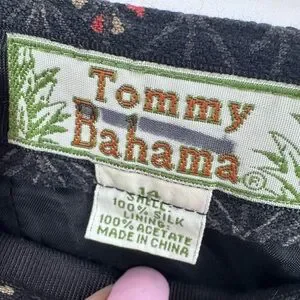 Tommy
Bahama®
14
SHELL
100% SILK
LINING
100% ACETATE
MADE IN CHINA